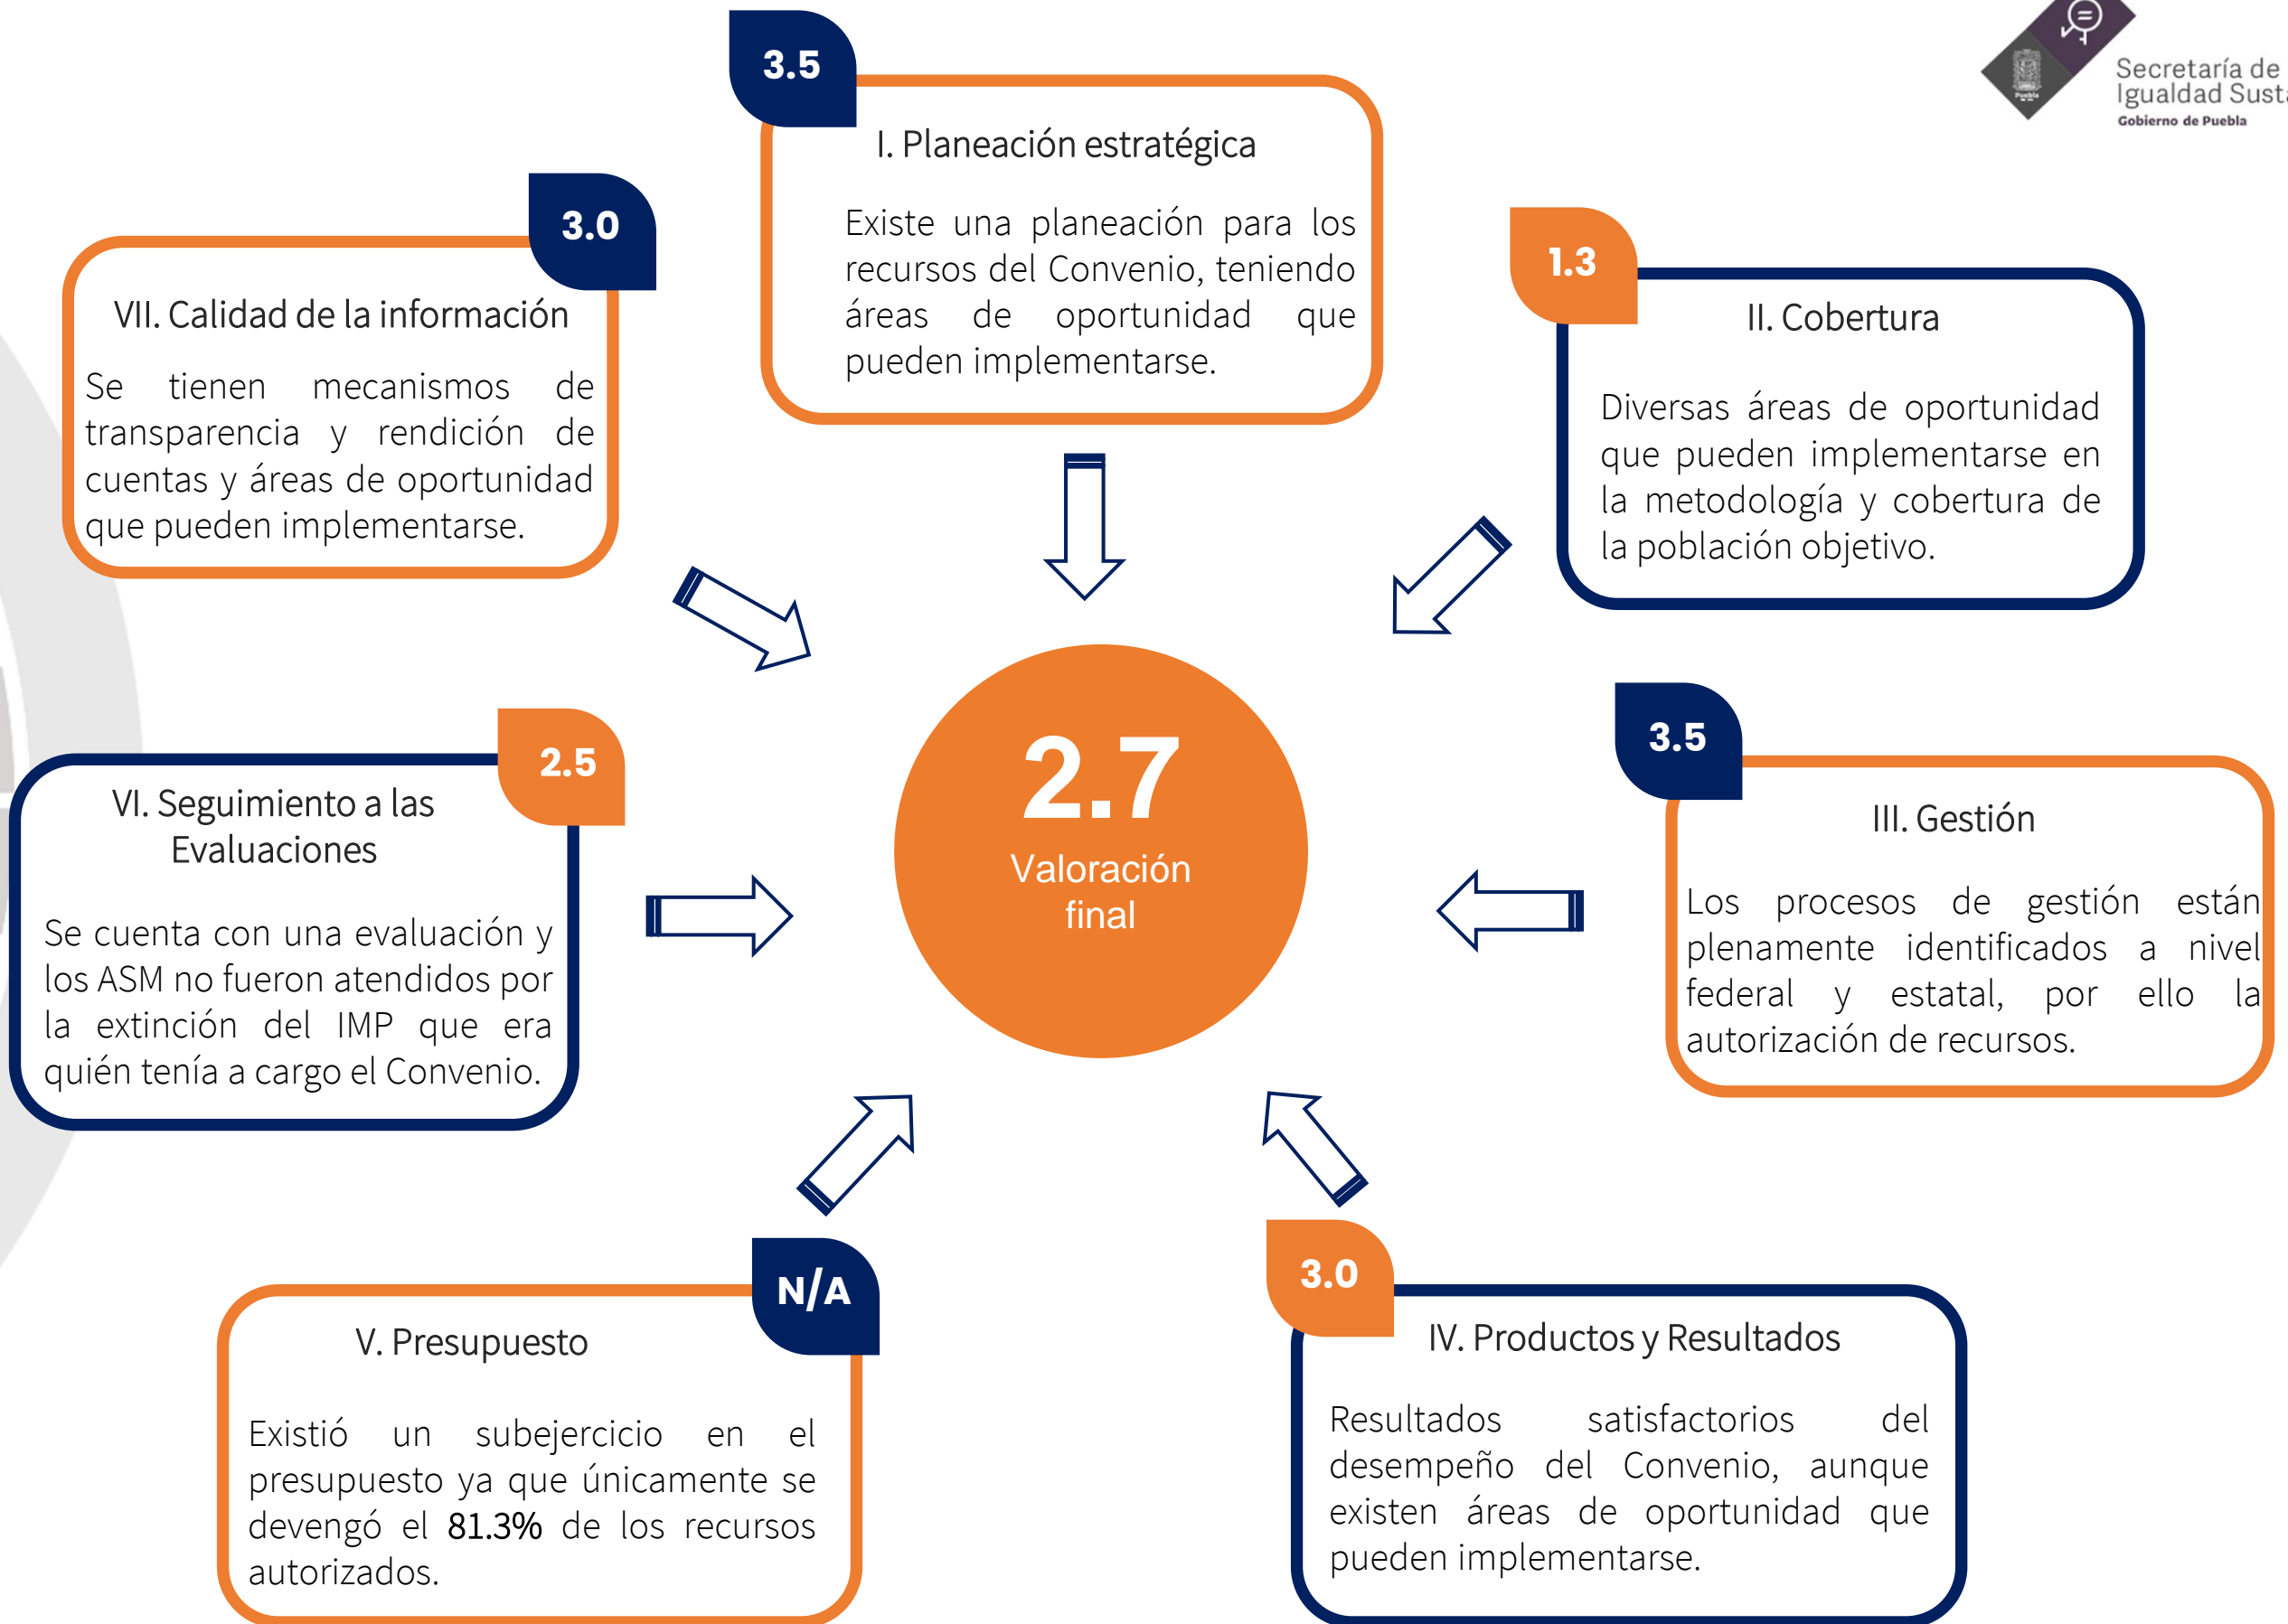 Secretaría de
Igualdad
Gobierno de Puebla
3.5
I. Planeación estratégica
Existe una planeación para los
recursos del Convenio, teniendo
áreas de oportunidad que
pueden implementarse.
1.3
II. Cobertura
Diversas áreas de oportunidad
que pueden implementarse en
la metodología y cobertura de
la población objetivo.
3.5
III. Gestión
Los procesos de gestión están
plenamente identificados a nivel
federal y estatal, por ello la
autorización de recursos.
3.0
IV. Productos y Resultados
Resultados satisfactorios del
desempeño del Convenio, aunque
existen áreas de oportunidad que
pueden implementarse.
N/A
V. Presupuesto
Existió un subejercicio en el
presupuesto ya que únicamente se
devengó el 81.3% de los recursos
autorizados.
2.5
VI. Seguimiento a las
Evaluaciones
Se cuenta con una evaluación y
los ASM no fueron atendidos por
la extinción del IMP que era
quién tenía a cargo el Convenio.
3.0
VII. Calidad de la información
Se tienen mecanismos de
transparencia y rendición de
cuentas y áreas de oportunidad
que pueden implementarse.
2.7
Valoración
final